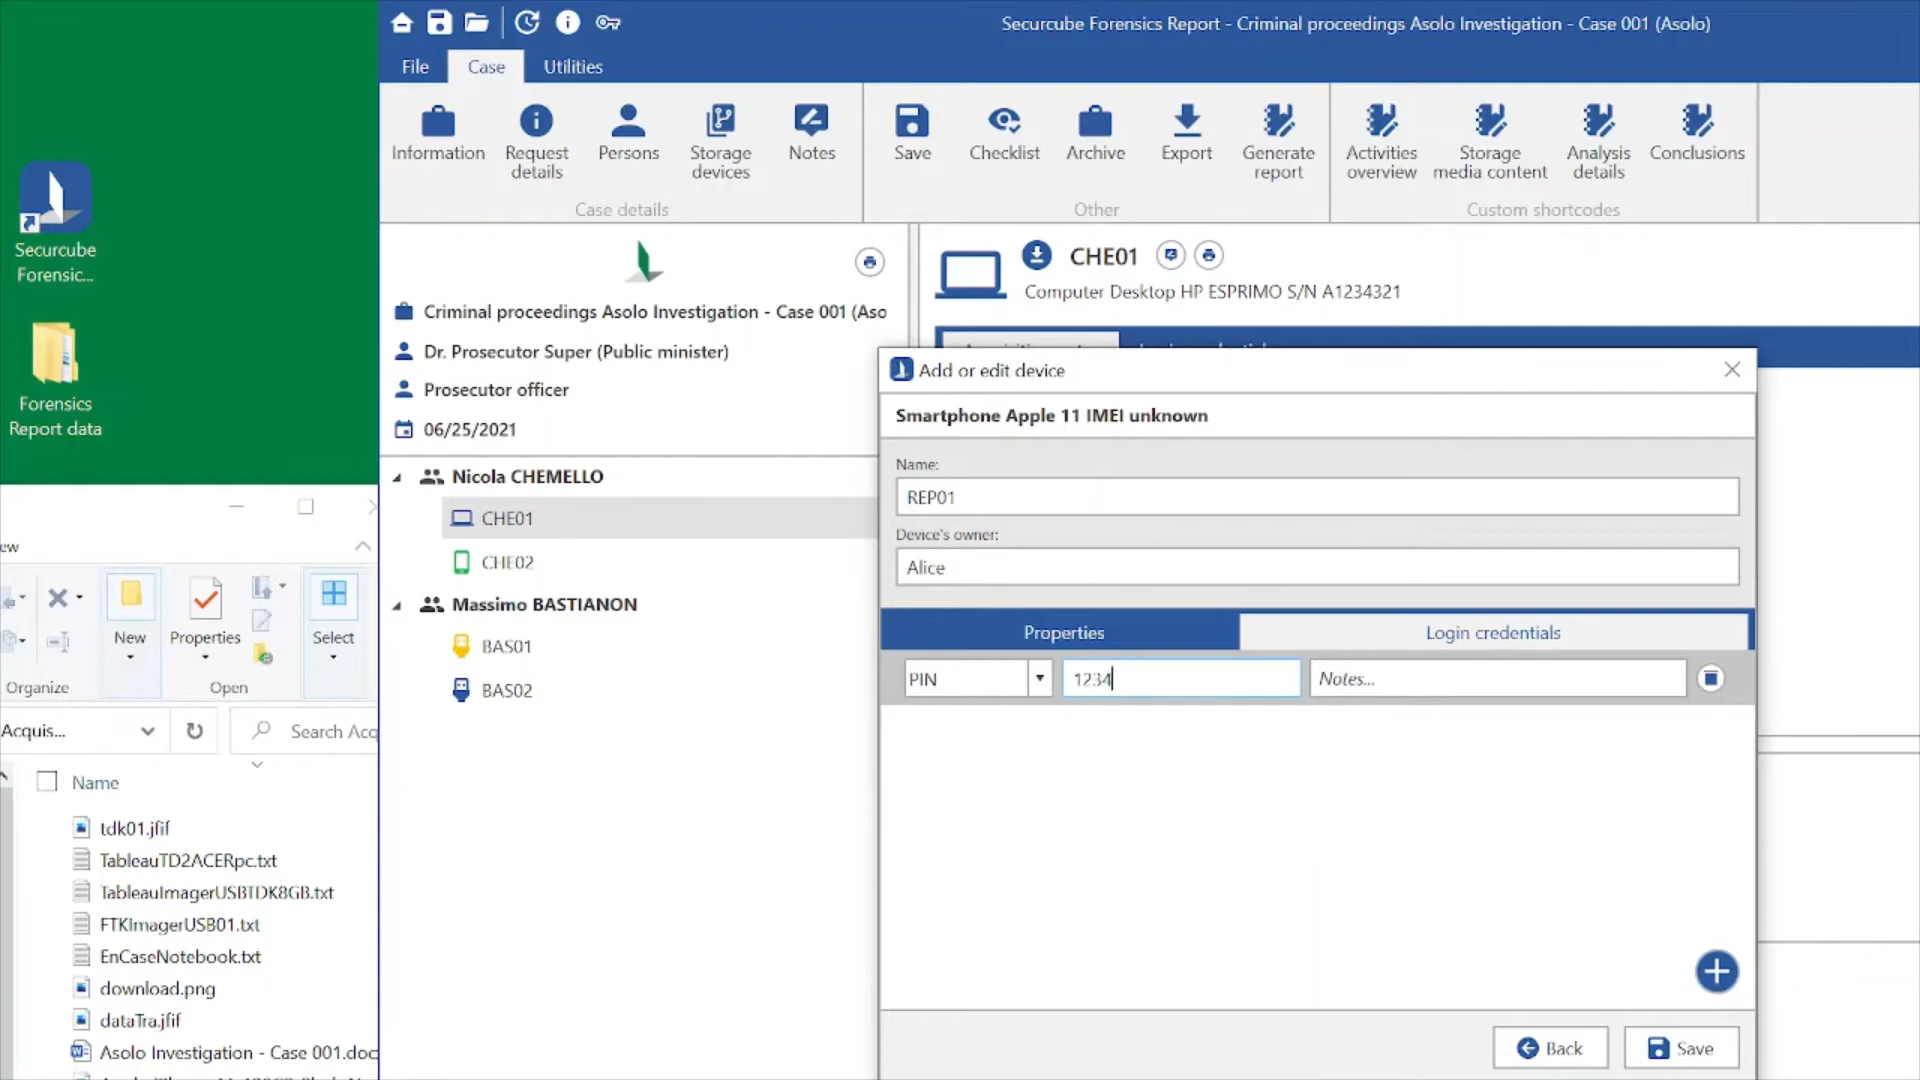 Securcube Forensics Report - Criminal proceedings Asolo Investigation - Case 001 (Asolo)
File
Case
Utilities
Information
Request details
Persons
Storage devices
Notes
Case details
Save
Checklist
Archive
Export
Generate report
Other
Activities overview
Storage media content
Analysis details
Conclusions
Custom shortcodes
Securcube
Forensic...
Forensics
Report data
Criminal proceedings Asolo Investigation - Case 001 (Aso
Dr. Prosecutor Super (Public minister)
Prosecutor officer
06/25/2021
Nicola CHEMELLO
CHE01
CHE02
Massimo BASTIANON
BAS01
BAS02
CHE01
Computer Desktop HP ESPRIMO S/N A1234321
Add or edit device
Smartphone Apple 11 IMEI unknown
Name:
REP01
Device's owner:
Alice
Properties
Login credentials
PIN
1234
Notes...
Back
Save
ew
New
Properties
Select
Organize
Open
Acquis...
Search Acq
Name
tdk01.jfif
TableauTD2ACERpc.txt
TableauImagerUSBTDK8GB.txt
FTKImagerUSB01.txt
EnCaseNotebook.txt
download.png
dataTra.jfif
Asolo Investigation - Case 001.doc